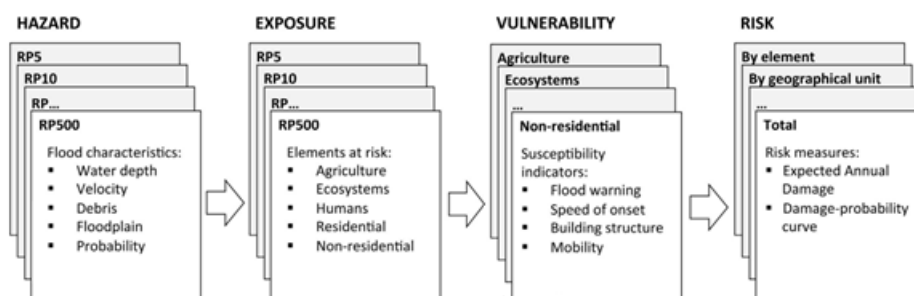 HAZARD
RP5
RP10
RP...
RP500
Flood characteristics:
▪ Water depth
▪ Velocity
▪ Debris
▪ Floodplain
▪ Probability
EXPOSURE
RP5
RP10
RP...
RP500
Elements at risk:
▪ Agriculture
▪ Ecosystems
▪ Humans
▪ Residential
▪ Non-residential
VULNERABILITY
Agriculture
Ecosystems
...
Non-residential
Susceptibility
indicators:
▪ Flood warning
▪ Speed of onset
▪ Building structure
▪ Mobility
RISK
By element
By geographical unit
...
Total
Risk measures:
▪ Expected Annual
Damage
▪ Damage-probability
curve